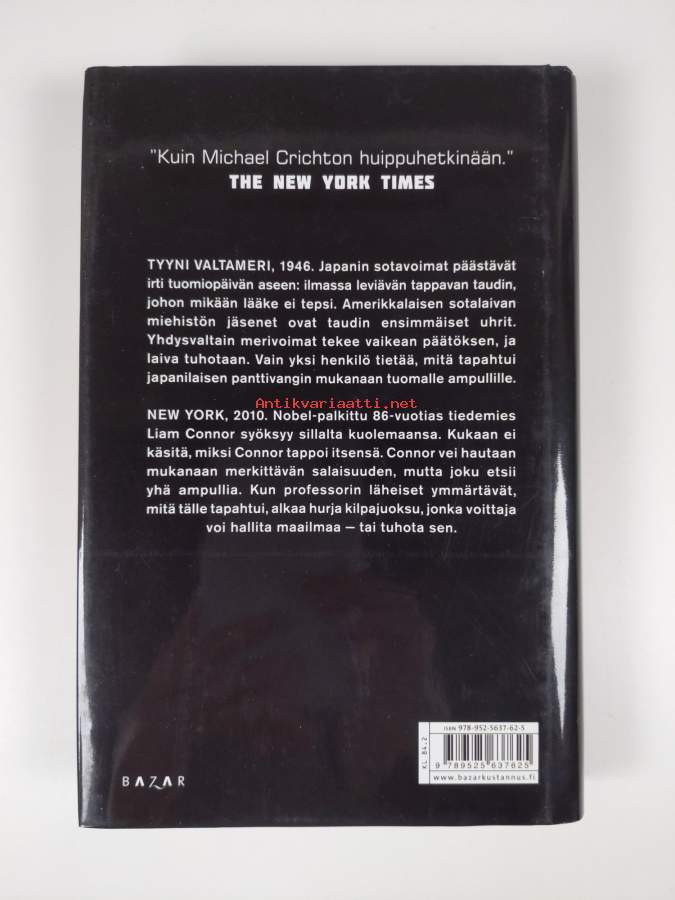 "Kuin Michael Crichton huippuhetkinään."
THE NEW YORK TIMES
TYYNI VALTAMERI, 1946. Japanin sotavoimat päästävät
irti tuomiopäivän aseen: ilmassa leviävän tappavan taudin,
johon mikään lääke ei tepsi. Amerikkalaisen sotalaivan
miehistön jäsenet ovat taudin ensimmäiset uhrit.
Yhdysvaltain merivoimat tekee vaikean päätöksen, ja
laiva tuhotaan. Vain yksi henkilö tietää, mitä tapahtui
japanilaisen panttivangin mukanaan tuomalle ampullille.
Antikvariaatti.net
NEW YORK, 2010. Nobel-palkittu 86-vuotias tiedemies
Liam Connor syöksyy sillalta kuolemaansa. Kukaan ei
käsitä, miksi Connor tappoi itsensä. Connor vei hautaan
mukanaan merkittävän salaisuuden, mutta joku etsii
yhä ampullia. Kun professorin läheiset ymmärtävät,
mitä tälle tapahtui, alkaa hurja kilpajuoksu, jonka voittaja
voi hallita maailmaa – tai tuhota sen.
ISBN 978-952-5637-62-5
KL 84.2
9 789525 637625
www.bazarkustannus.fi
BAZAR